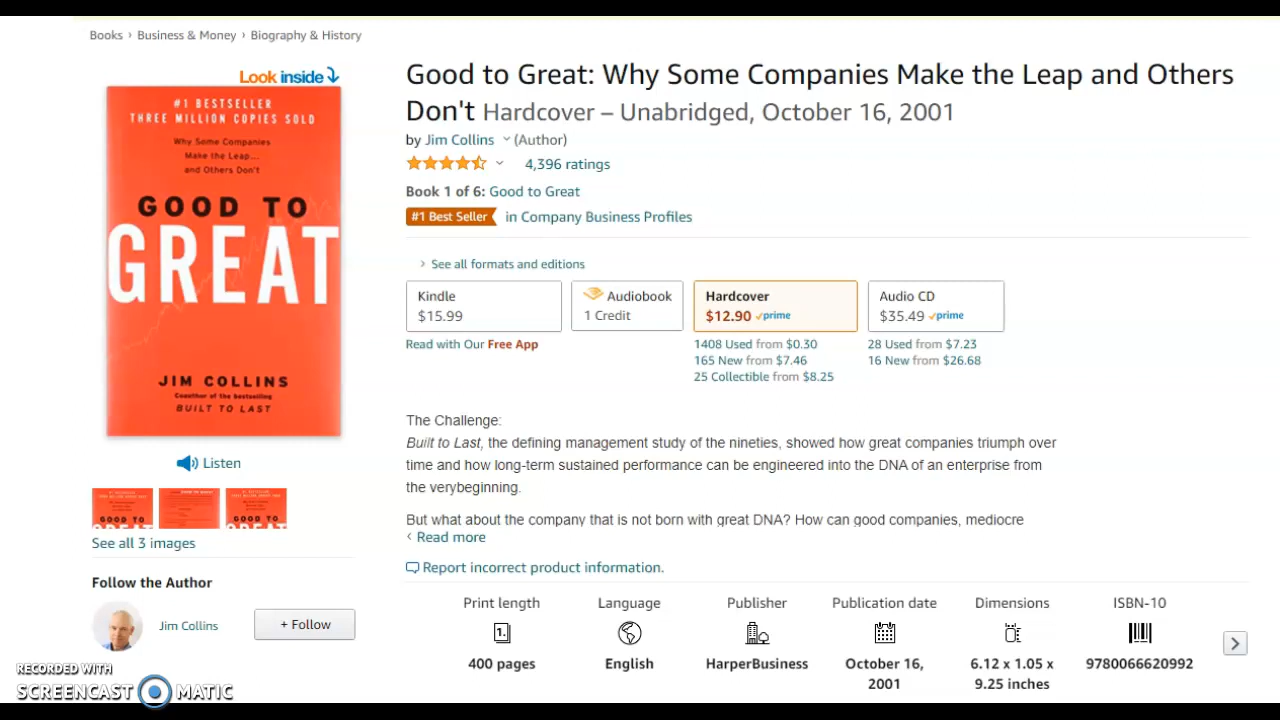 Books › Business & Money › Biography & History
Look inside
#1 BESTSELLER
THREE MILLION COPIES SOLD
Why Some Companies
Make the Leap...
and Others Don't
GOOD TO
GREAT
JIM COLLINS
Coauthor of the bestselling
BUILT TO LAST
Listen
See all 3 images
Follow the Author
Jim Collins
+ Follow
Good to Great: Why Some Companies Make the Leap and Others
Don't Hardcover – Unabridged, October 16, 2001
by Jim Collins (Author)
4,396 ratings
Book 1 of 6: Good to Great
#1 Best Seller in Company Business Profiles
› See all formats and editions
Kindle
$15.99
Read with Our Free App
Audiobook
1 Credit
Hardcover
$12.90 prime
1408 Used from $0.30
165 New from $7.46
25 Collectible from $8.25
Audio CD
$35.49 prime
28 Used from $7.23
16 New from $26.68
The Challenge:
Built to Last, the defining management study of the nineties, showed how great companies triumph over
time and how long-term sustained performance can be engineered into the DNA of an enterprise from
the verybeginning.
But what about the company that is not born with great DNA? How can good companies, mediocre
‹ Read more
Report incorrect product information.
Print length
1.
400 pages
Language
English
Publisher
HarperBusiness
Publication date
October 16,
2001
Dimensions
6.12 x 1.05 x
9.25 inches
ISBN-10
9780066620992
RECORDED WITH
SCREENCAST MATIC